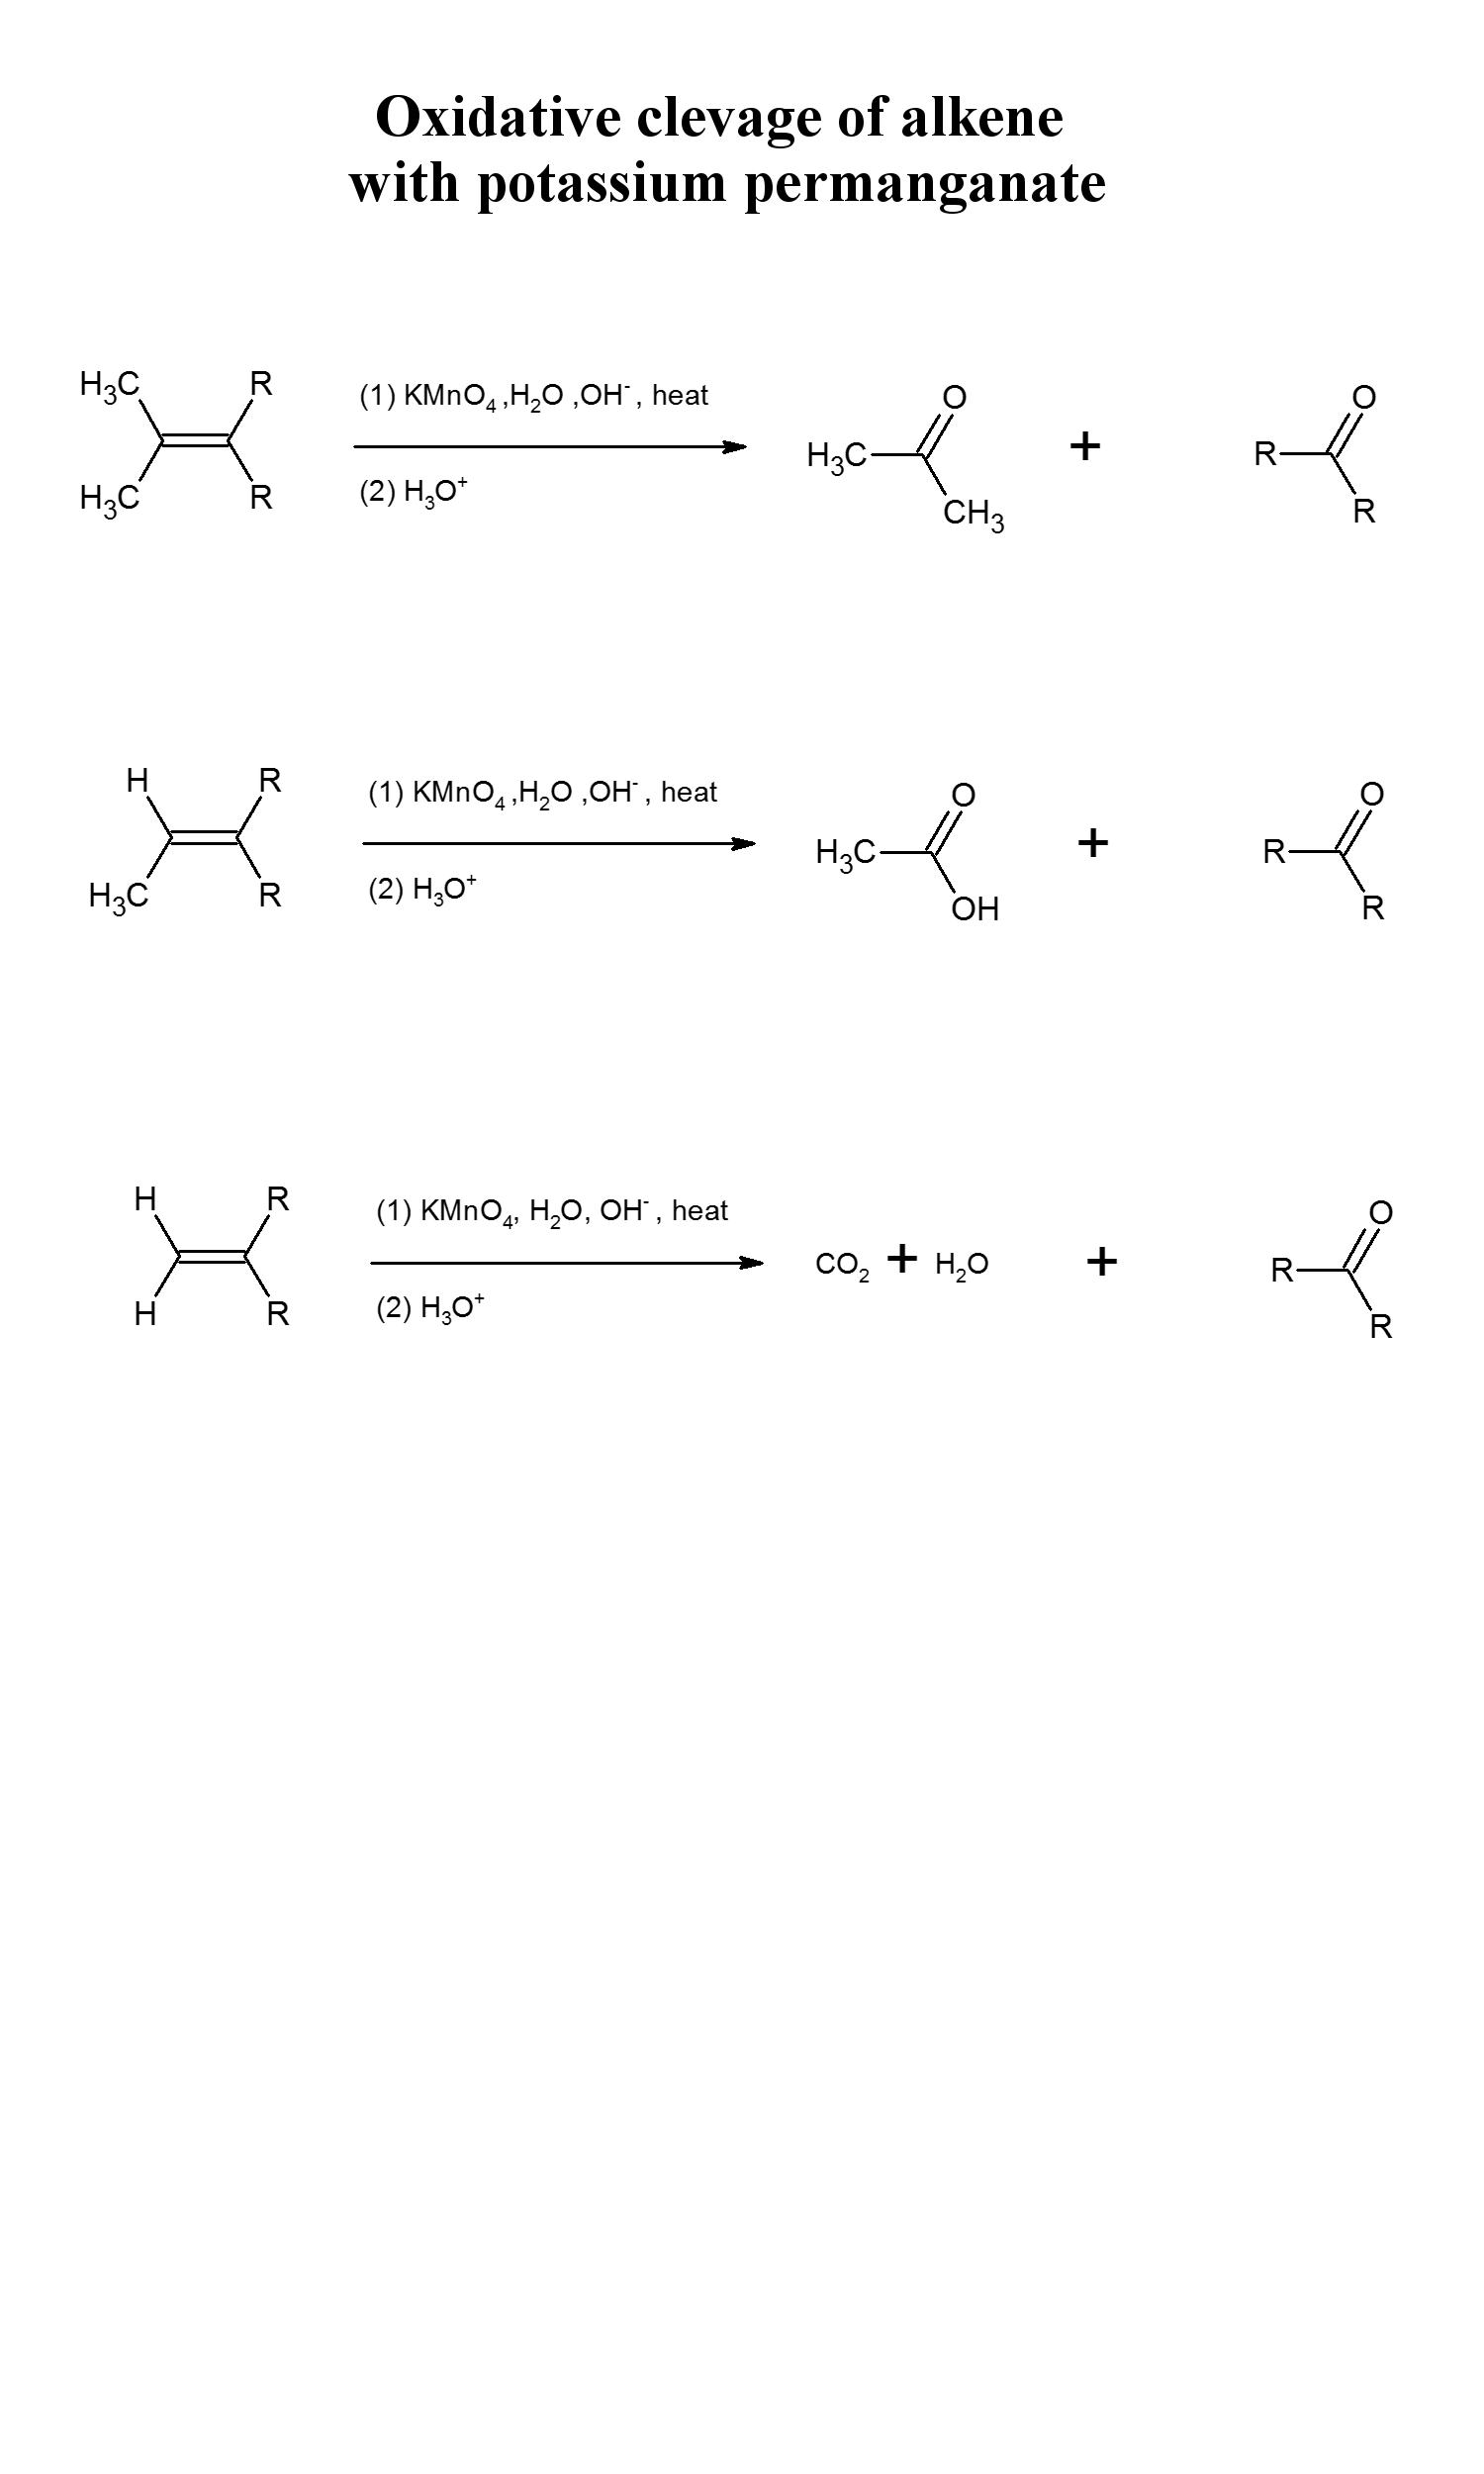 Oxidative clevage of alkene
with potassium permanganate
H₃C R
(1) KMnO₄ ,H₂O ,OH⁻ , heat
O O
H₃C + R
H₃C R
(2) H₃O⁺
CH₃ R
H R
(1) KMnO₄ ,H₂O ,OH⁻ , heat
O O
H₃C + R
H₃C R
(2) H₃O⁺
OH R
H R
(1) KMnO₄, H₂O, OH⁻ , heat
O
CO₂ + H₂O + R
H R
(2) H₃O⁺
R